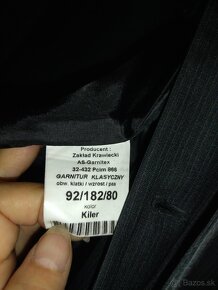 Producent :
Zakład Krawiecki
AS-Garnitex
32-432 Pcim 866
GARNITUR KLASYCZNY
obw. klatki / wzrost / pas
92/182/80
kolor
Kiler
bazos.sk